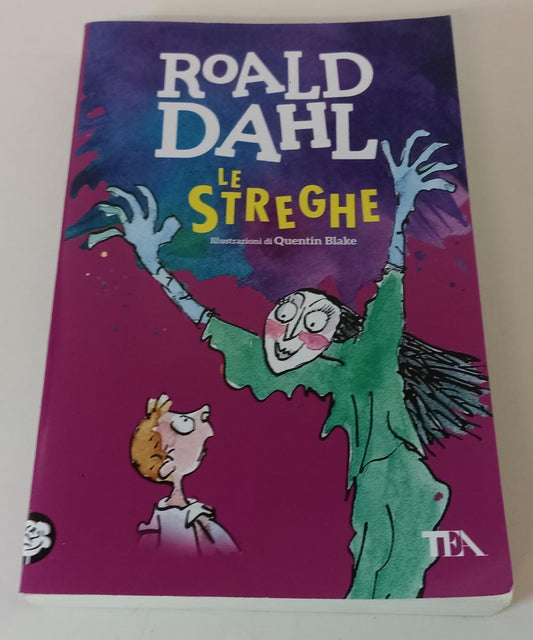 ROALD
DAHL
LE
STREGHE
Illustrazioni di Quentin Blake
TEA